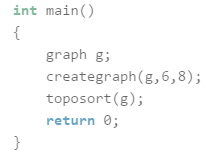 int main()
{
    graph g;
    creategraph(g,6,8);
    toposort(g);
    return 0;
}